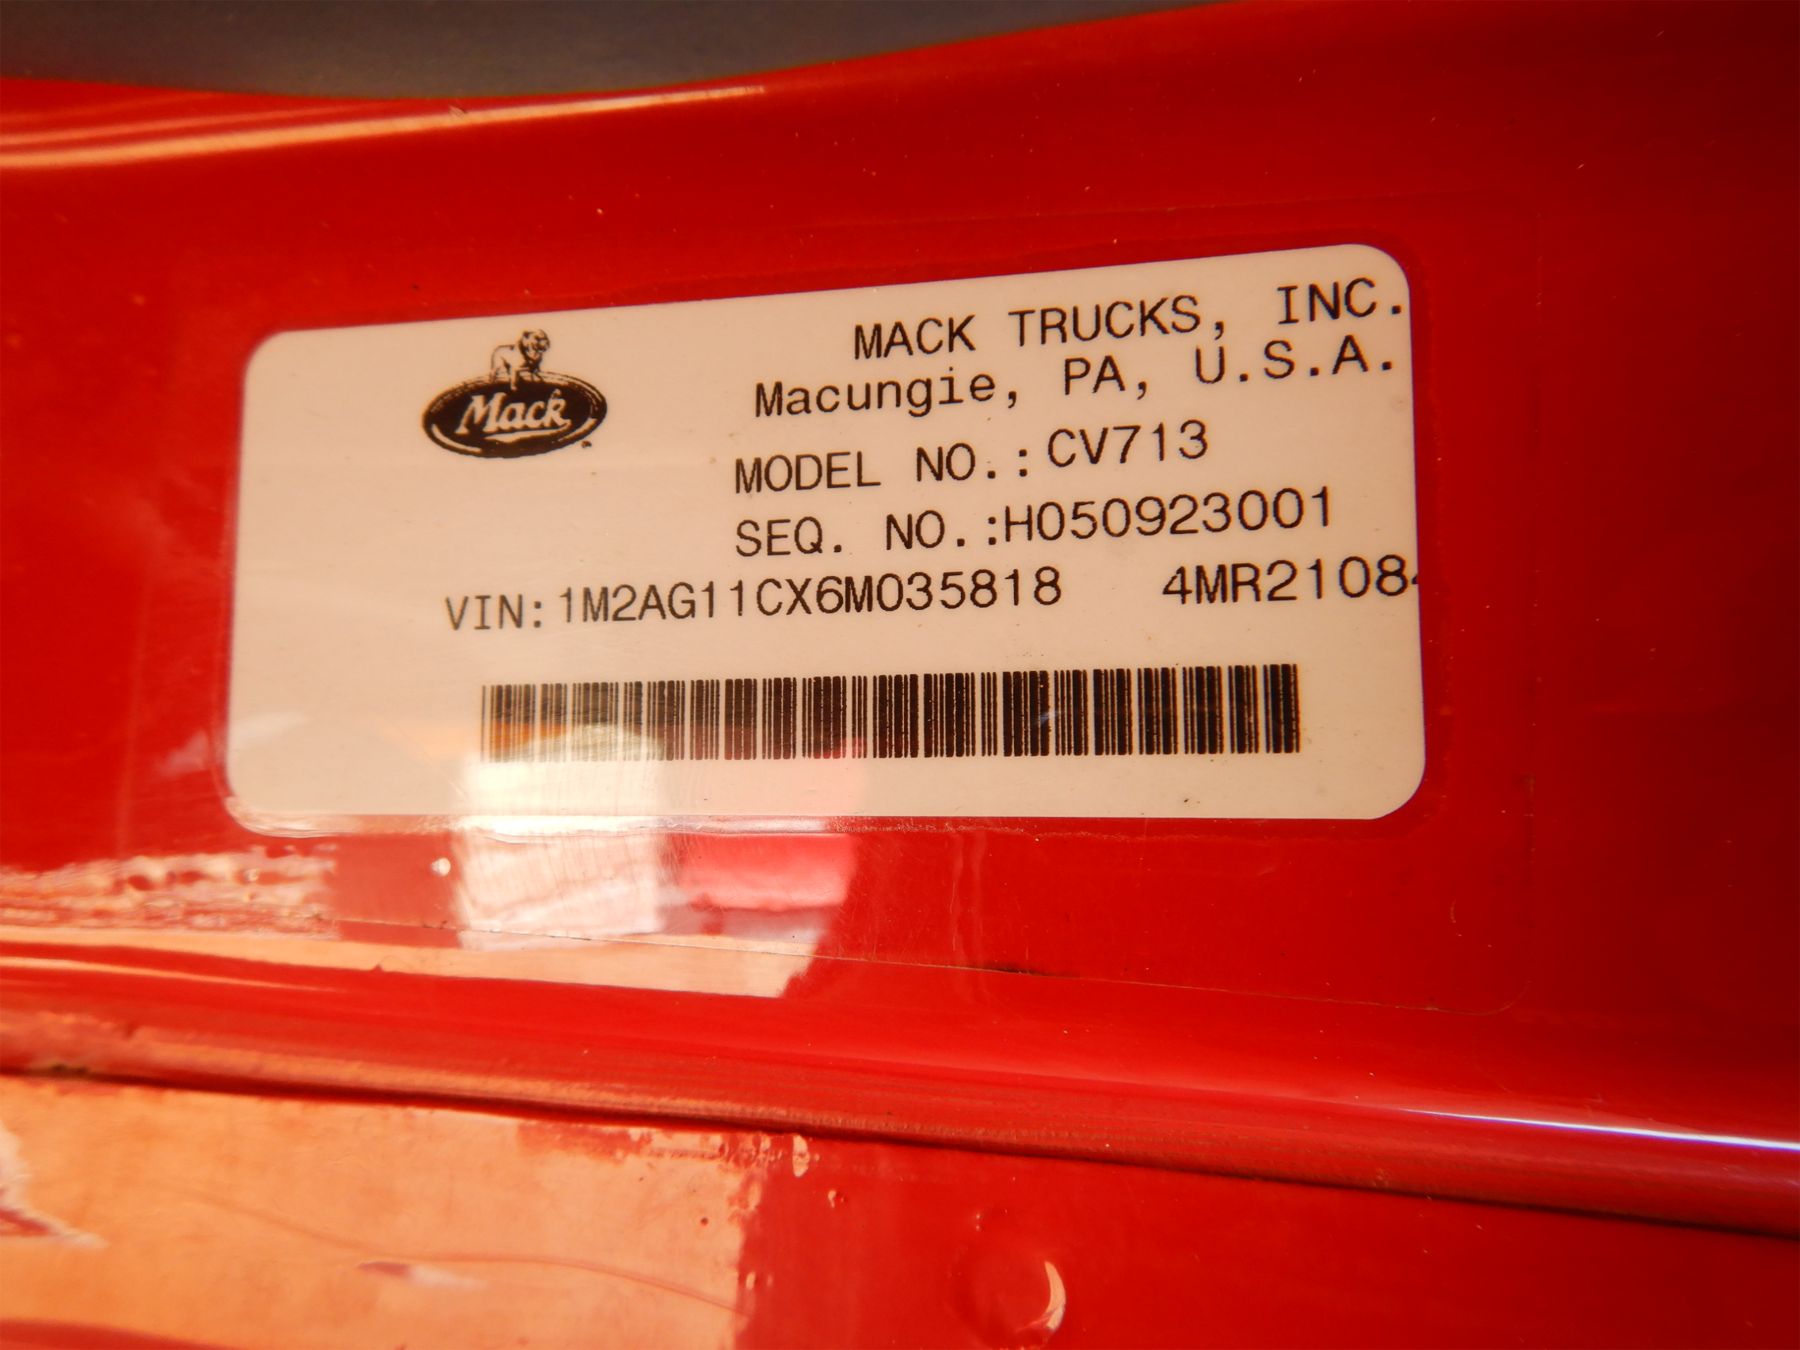 Mack
MACK TRUCKS, INC.
Macungie, PA, U.S.A.
MODEL NO.:CV713
SEQ. NO.:H050923001
VIN:1M2AG11CX6M035818 4MR2108